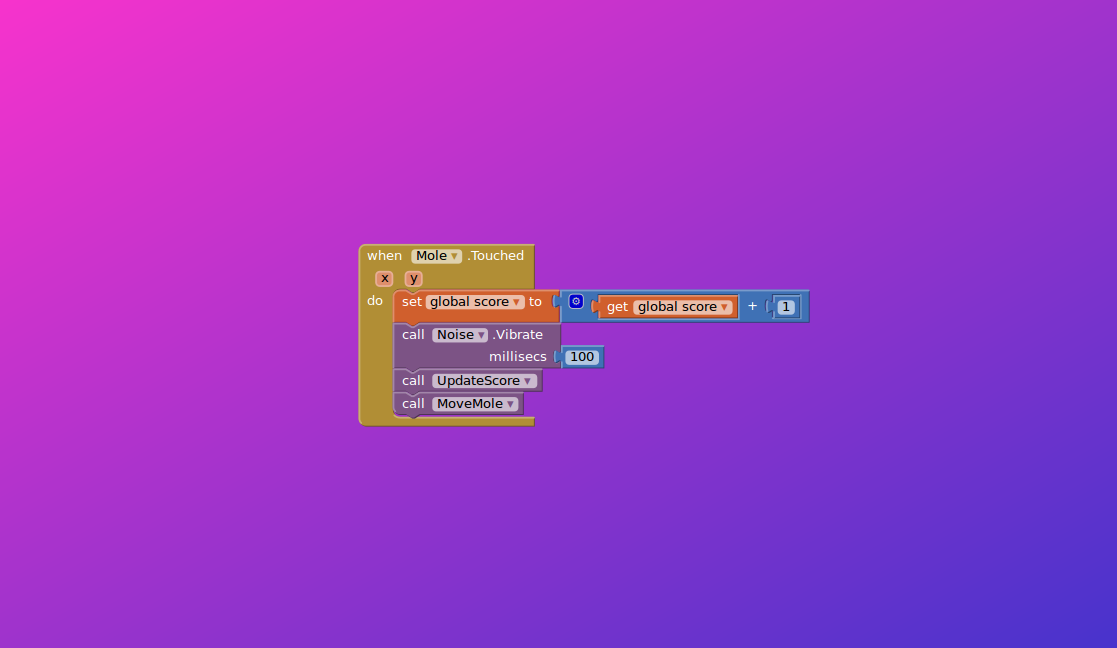 when Mole .Touched
x y
do set global score to get global score + 1
call Noise .Vibrate
millisecs 100
call UpdateScore
call MoveMole